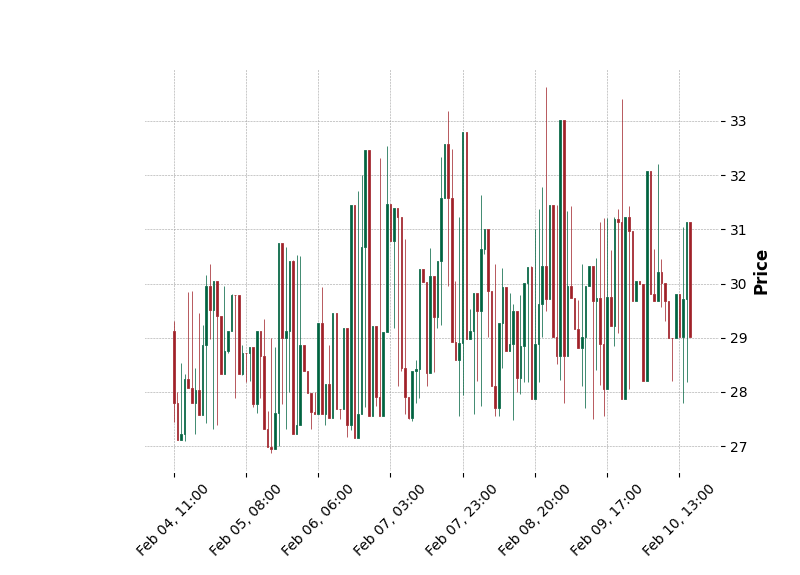 33
32
31
30
29
28
27
Price
Feb 04, 11:00
Feb 05, 08:00
Feb 06, 06:00
Feb 07, 03:00
Feb 07, 23:00
Feb 08, 20:00
Feb 09, 17:00
Feb 10, 13:00